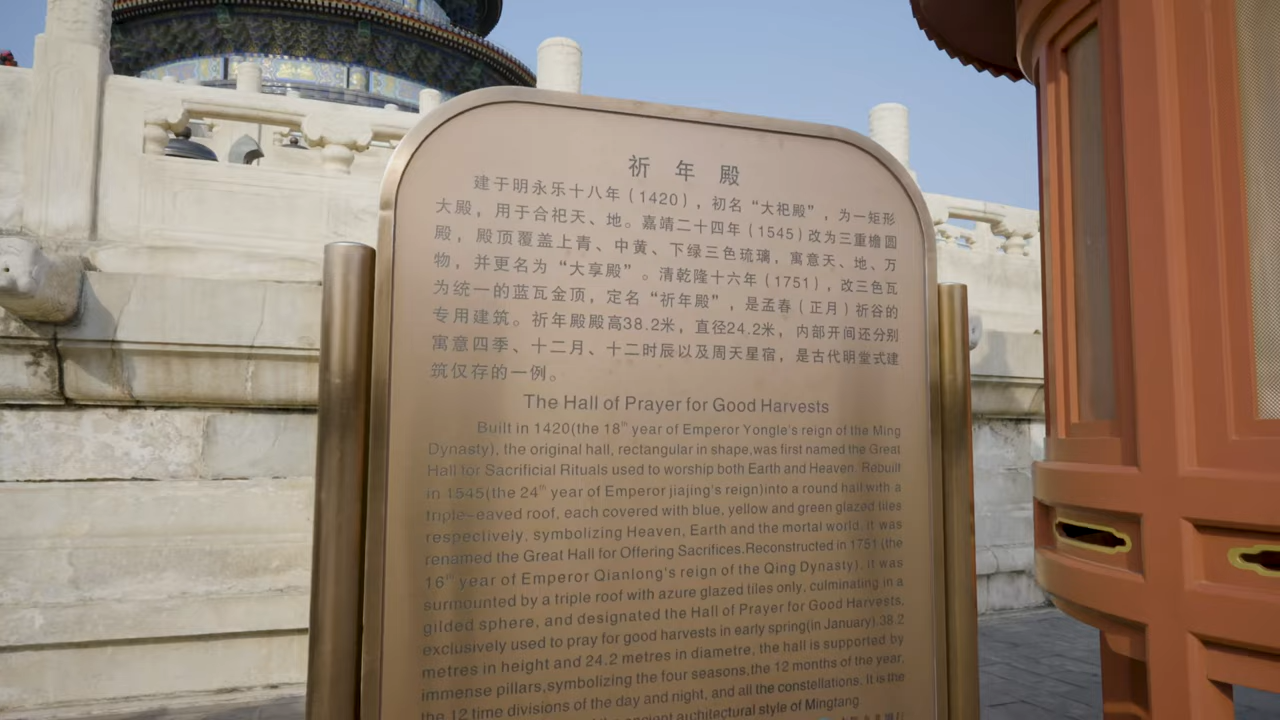 祈年殿
建于明永乐十八年（1420），初名“大祀殿”，为一矩形
大殿，用于合祀天、地。嘉靖二十四年（1545）改为三重檐圆
殿，殿顶覆盖上青、中黄、下绿三色琉璃，寓意天、地、万
物，并更名为“大享殿”。清乾隆十六年（1751），改三色瓦
为统一的蓝瓦金顶，定名“祈年殿”，是孟春（正月）祈谷的
专用建筑。祈年殿殿高38.2米，直径24.2米，内部开间还分别
寓意四季、十二月、十二时辰以及周天星宿，是古代明堂式建
筑仅存的一例。
The Hall of Prayer for Good Harvests
Built in 1420(the 18th year of Emperor Yongle's reign of the Ming
Dynasty), the original hall, rectangular in shape,was first named the Great
Hall for Sacrificial Rituals used to worship both Earth and Heaven. Rebuilt
in 1545(the 24th year of Emperor jiajing's reign)into a round hall with a
triple-eaved roof, each covered with blue, yellow and green glazed tiles
respectively, symbolizing Heaven, Earth and the mortal world, it was
renamed the Great Hall for Offering Sacrifices.Reconstructed in 1751 (the
16th year of Emperor Qianlong's reign of the Qing Dynasty), it was
surmounted by a triple roof with azure glazed tiles only, culminating in a
gilded sphere, and designated the Hall of Prayer for Good Harvests,
exclusively used to pray for good harvests in early spring(in January).38.2
metres in height and 24.2 metres in diametre, the hall is supported by
immense pillars,symbolizing the four seasons,the 12 months of the year,
the 12 time divisions of the day and night, and all the constellations. It is the
ancient architectural style of Mingtang